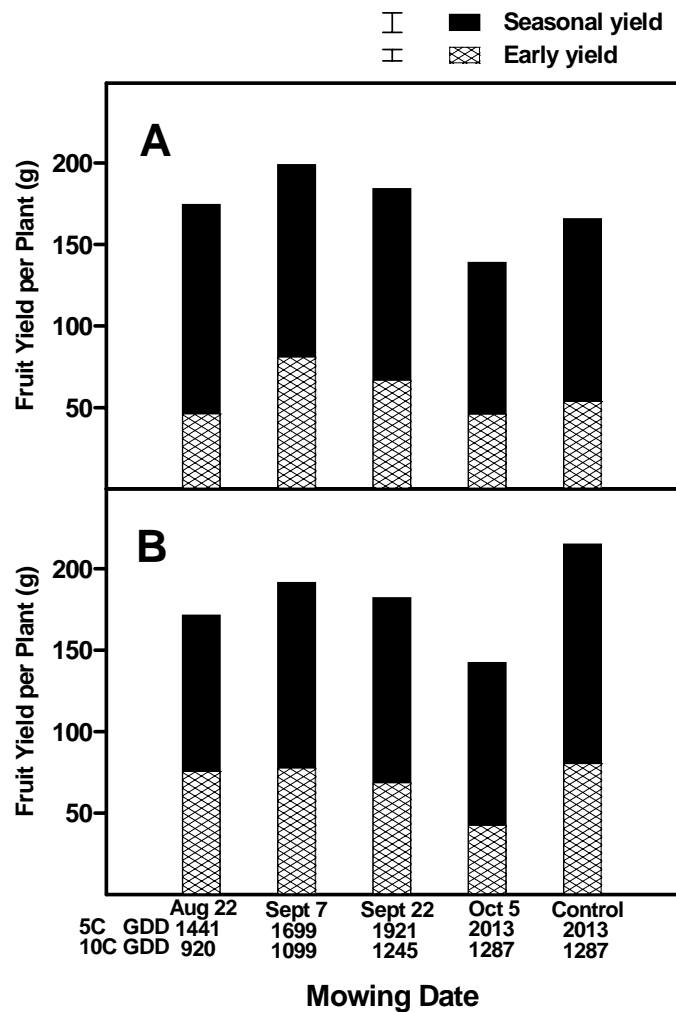 Seasonal yield
Early yield
A
Fruit Yield per Plant (g)
200
150
100
50
B
Fruit Yield per Plant (g)
200
150
100
50
Aug 22 Sept 7 Sept 22 Oct 5 Control
5C GDD 1441 1699 1921 2013 2013
10C GDD 920 1099 1245 1287 1287
Mowing Date